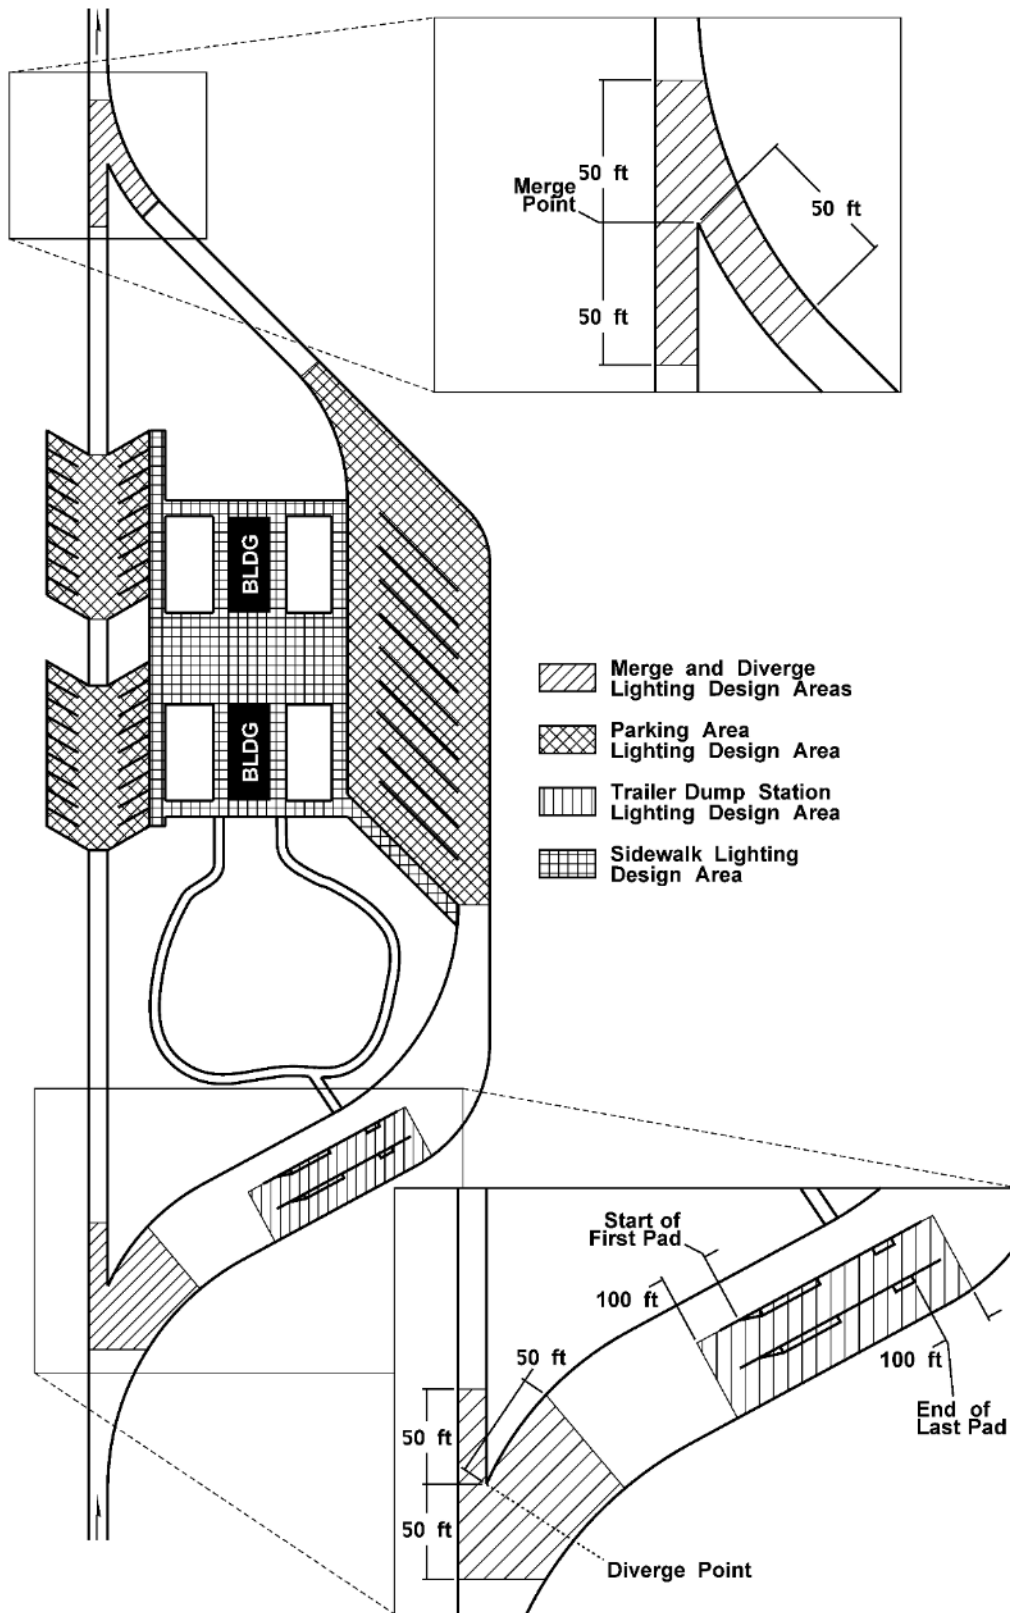 50 ft
Merge
Point
50 ft
50 ft
BLDG
BLDG
Merge and Diverge
Lighting Design Areas
Parking Area
Lighting Design Area
Trailer Dump Station
Lighting Design Area
Sidewalk Lighting
Design Area
Start of
First Pad
100 ft
50 ft
100 ft
End of
Last Pad
50 ft
50 ft
Diverge Point